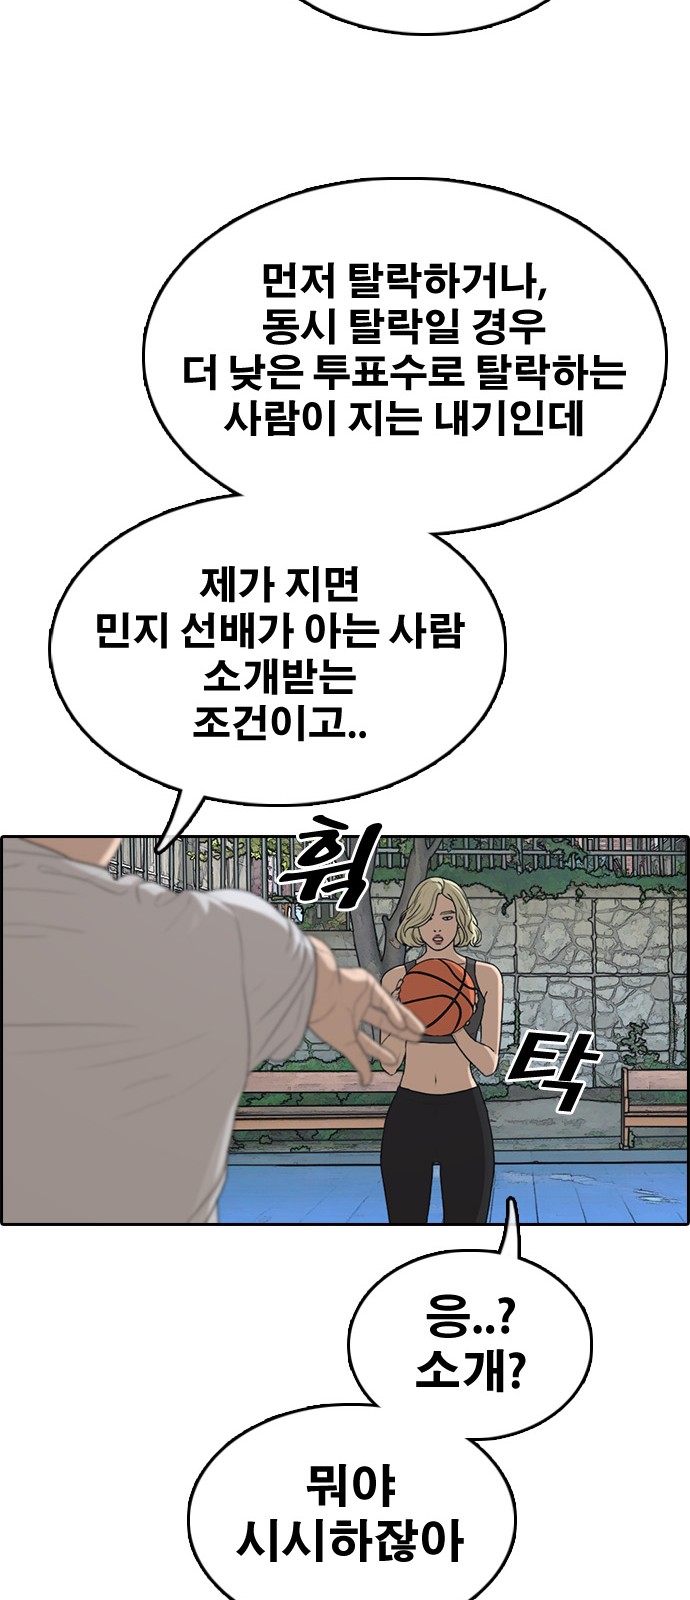 먼저 탈락하거나,
동시 탈락일 경우
더 낮은 투표수로 탈락하는
사람이 지는 내기인데
제가 지면
민지 선배가 아는 사람
소개받는
조건이고..
휙
탁
응..?
소개?
뭐야
시시하잖아